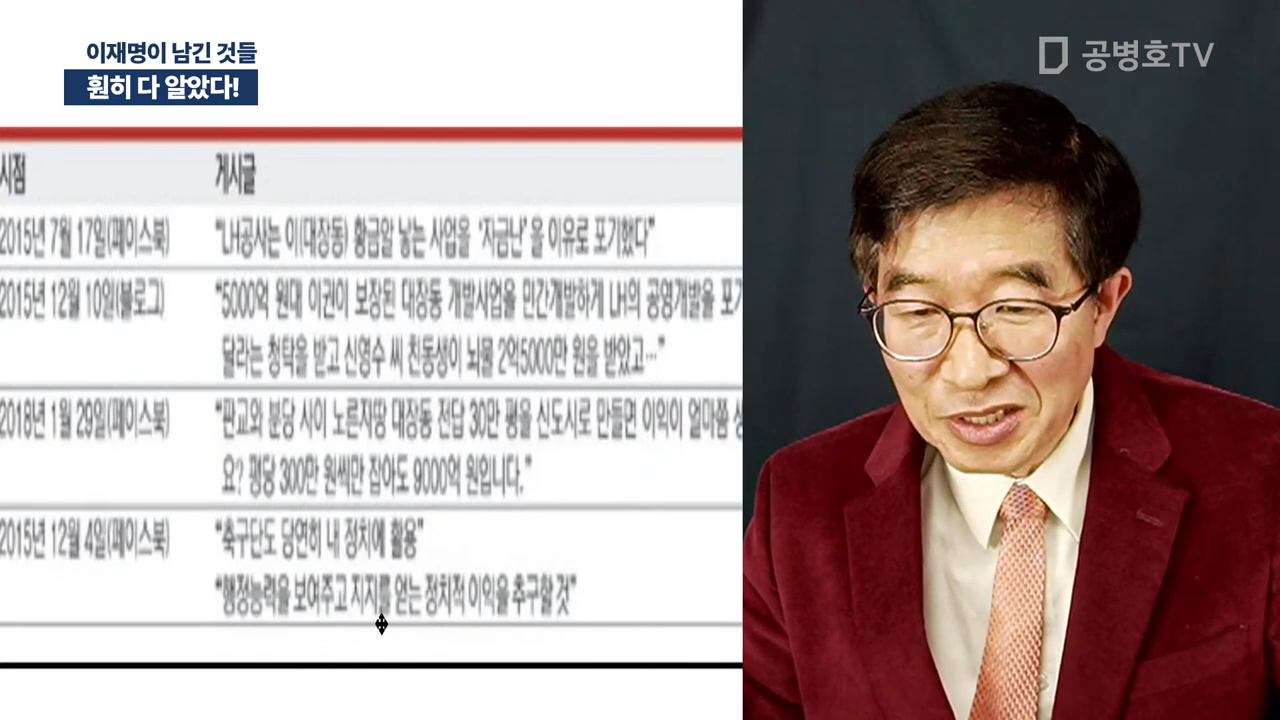 이재명이 남긴 것들
훤히 다 알았다!
공병호TV
시점 게시글
2015년 7월 17일(페이스북) “LH공사는 이(대장동) 황금알 낳는 사업을 ‘자금난’을 이유로 포기했다”
2015년 12월 10일(블로그) “5000억 원대 이권이 보장된 대장동 개발사업을 민간개발하게 LH의 공영개발을 포기
달라는 청탁을 받고 신영수 씨 친동생이 뇌물 2억5000만 원을 받았고…”
2018년 1월 29일(페이스북) “판교와 분당 사이 노른자땅 대장동 전답 30만 평을 신도시로 만들면 이익이 얼마쯤
요? 평당 300만 원씩만 잡아도 9000억 원입니다.”
2015년 12월 4일(페이스북) “축구단도 당연히 내 정치에 활용”
“행정능력을 보여주고 지지를 얻는 정치적 이익을 추구할 것”